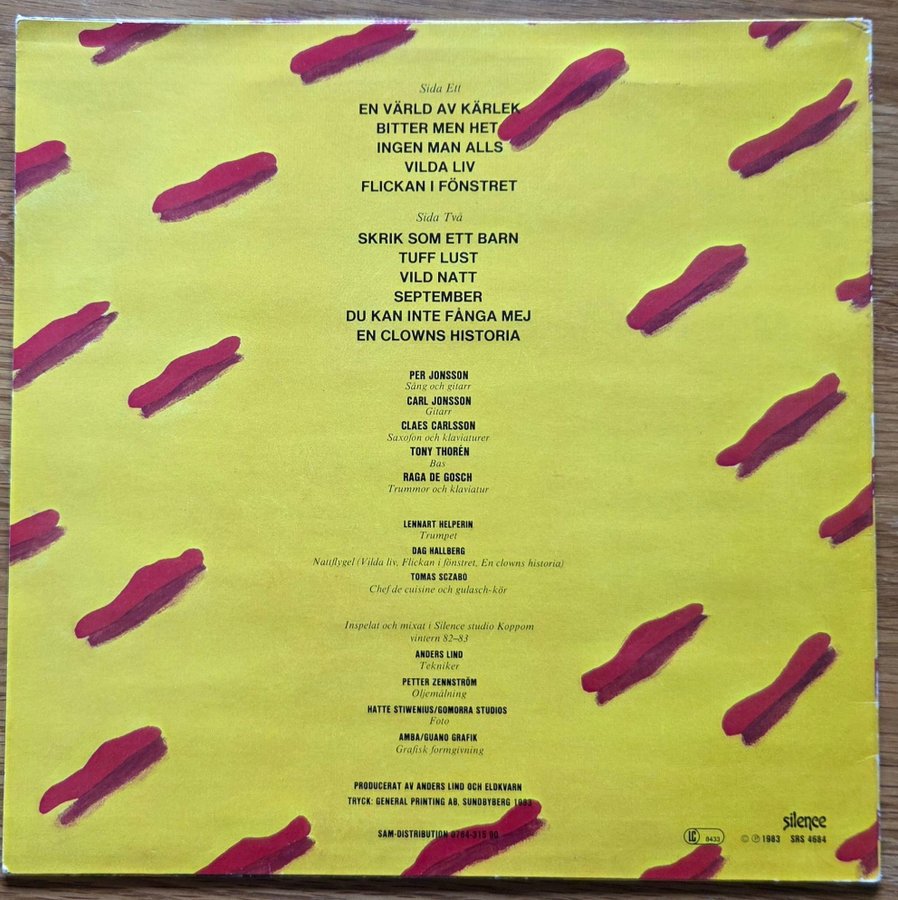 Sida Ett
EN VÄRLD AV KÄRLEK
BITTER MEN HET
INGEN MAN ALLS
VILDA LIV
FLICKAN I FÖNSTRET
Sida Två
SKRIK SOM ETT BARN
TUFF LUST
VILD NATT
SEPTEMBER
DU KAN INTE FÅNGA MEJ
EN CLOWNS HISTORIA
PER JONSSON
Sång och gitarr
CARL JONSSON
Gitarr
CLAES CARLSSON
Saxofon och klaviaturer
TONY THORÉN
Bas
RAGA DE GOSCH
Trummor och klaviatur
LENNART HELPERIN
Trumpet
DAG HALLBERG
Nattflygel (Vilda liv, Flickan i fönstret, En clowns historia)
TOMAS SCZABO
Chef de cuisine och gulasch-kör
Inspelat och mixat i Silence studio Koppom
vintern 82–83
ANDERS LIND
Tekniker
PETTER ZENNSTRÖM
Oljemålning
HATTE STIWENIUS/GOMORRA STUDIOS
Foto
AMBA/GUANO GRAFIK
Grafisk formgivning
PRODUCERAT AV ANDERS LIND OCH ELDKVARN
TRYCK: GENERAL PRINTING AB, SUNDBYBERG 1983
SAM-DISTRIBUTION 0764-315 90
silence
LC 8433 © ℗ 1983 SRS 4684